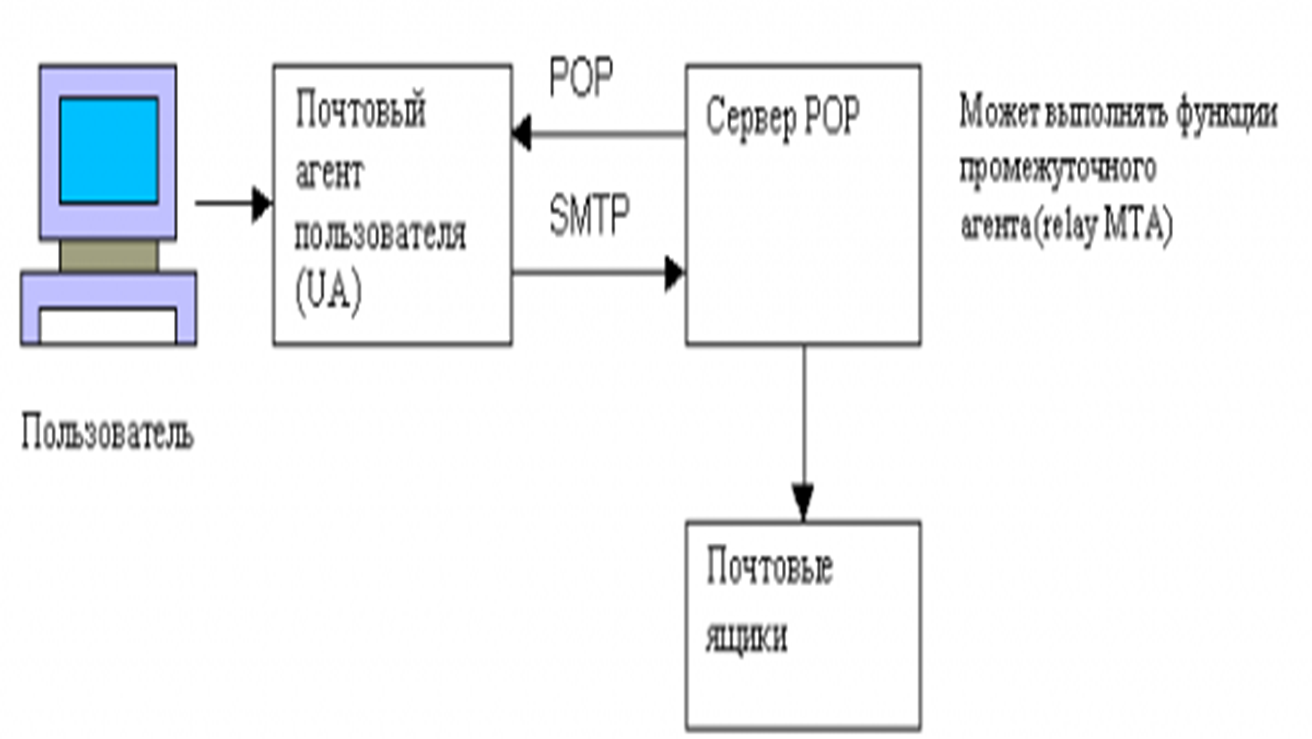 Почтовый
агент
пользователя
(UA)
POP
SMTP
Сервер POP
Может выполнять функции
промежуточного
агента(relay MTA)
Пользователь
Почтовые
ящики